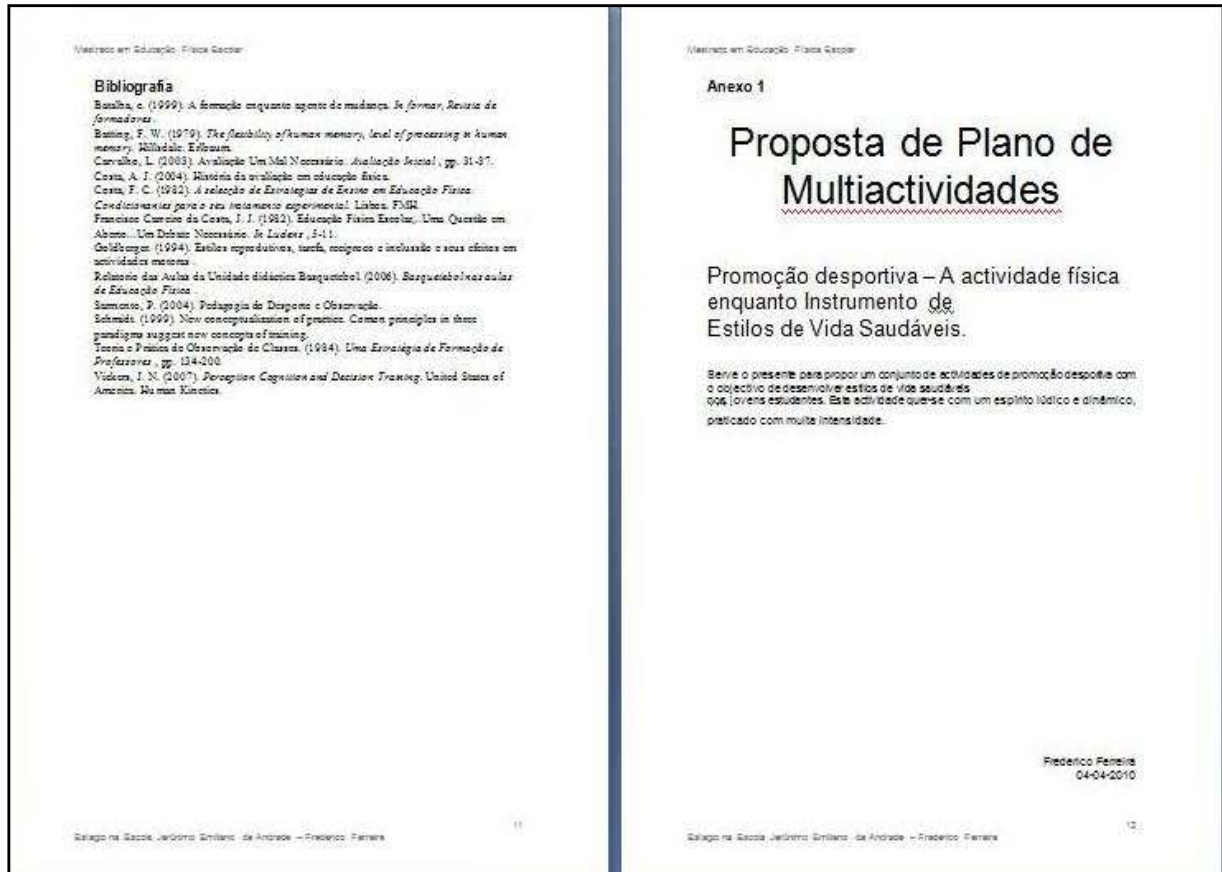 Mestrado em Educação Física Escolar
Bibliografia
Batalha, c. (1999). A formação enquanto agente de mudança. In formar, Revista de
formadores .
Batting, F. W. (1979). The flexibility of human memory, level of processing in human
memory. Hillsdale: Erlbaum.
Carvalho, L. (2003). Avaliação Um Mal Necessário. Avaliação Inicial , pp. 31-37.
Costa, A. J. (2004). História da avaliação em educação física.
Costa, F. C. (1982). A selecção de Estratégias de Ensino em Educação Física:
Condicionantes para o seu tratamento experimental. Lisboa: FMH.
Francisco Carreiro da Costa, J. J. (1982). Educação Física Escolar,. Uma Questão em
Aberto...Um Debate Necessário. In Ludens , 5-11.
Goldberger. (1994). Estilos reprodutivos, tarefa, recíproco e inclusão e seus efeitos em
actividades motoras .
Relatorio das Aulas da Unidade didáctica Basquetebol. (2006). Basquetebol nas aulas
de Educação Física .
Sarmento, P. (2004). Pedagogia do Desporto e Observação.
Schmidt. (1999). New conceptualization of practice. Comon principles in three
paradigms suggest new concepts of training.
Teoria e Prática de Observação de Classes. (1984). Uma Estratégia de Formação de
Professores , pp. 134-200.
Vickers, J. N. (2007). Perception Cognition and Decision Training. United States of
America: Human Kinetics.
Estágio na Escola Jerónimo Emiliano de Andrade – Frederico Ferreira
11
Mestrado em Educação Física Escolar
Anexo 1
Proposta de Plano de
Multiactividades
Promoção desportiva – A actividade física
enquanto Instrumento de
Estilos de Vida Saudáveis.
Serve o presente para propor um conjunto de actividades de promoção desportiva com
o objectivo de desenvolver estilos de vida saudáveis
nos jovens estudantes. Esta actividade quer-se com um espírito lúdico e dinâmico,
praticado com muita intensidade.
Frederico Ferreira
04-04-2010
Estágio na Escola Jerónimo Emiliano de Andrade – Frederico Ferreira
12